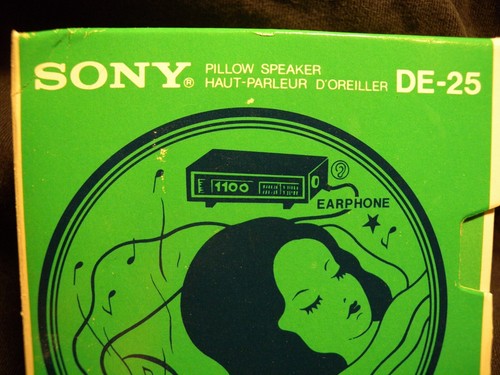 SONY® PILLOW SPEAKER
HAUT-PARLEUR D'OREILLER DE-25
1100
EARPHONE